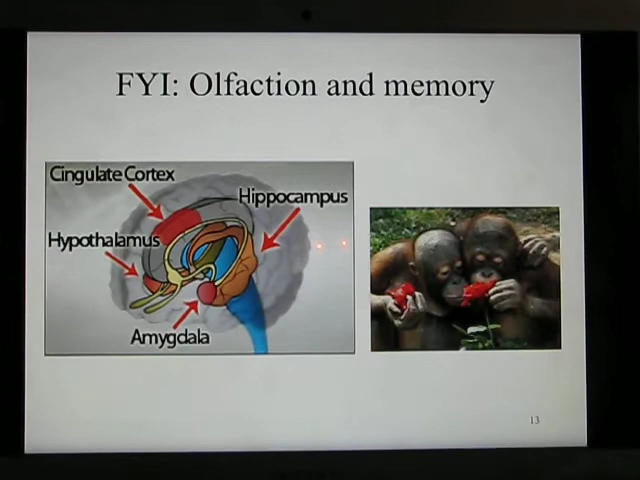 FYI: Olfaction and memory
Cingulate Cortex
Hippocampus
Hypothalamus
Amygdala
13